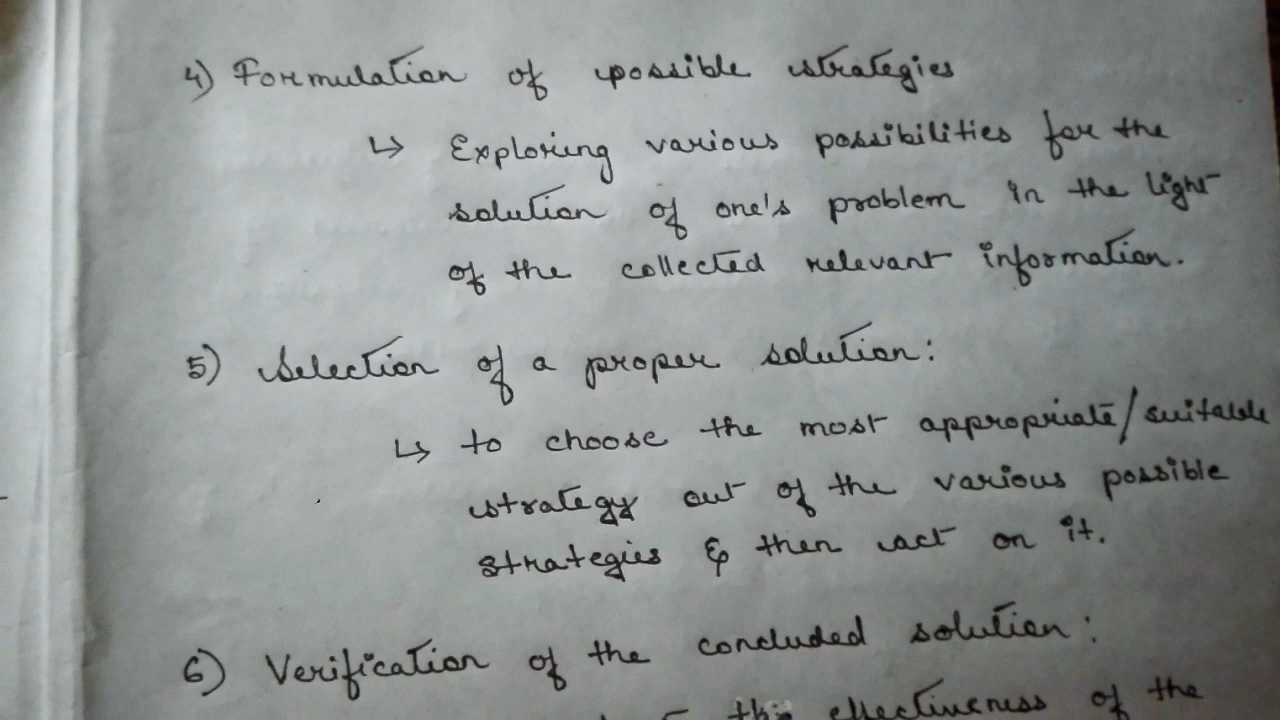 4) Formulation of possible strategies
↳ Exploring various possibilities for the
solution of one's problem in the light
of the collected relevant information.
5) Selection of a proper solution:
↳ to choose the most appropriate/suitable
strategy out of the various possible
strategies & then act on it.
6) Verification of the concluded solution:
effectiveness of the